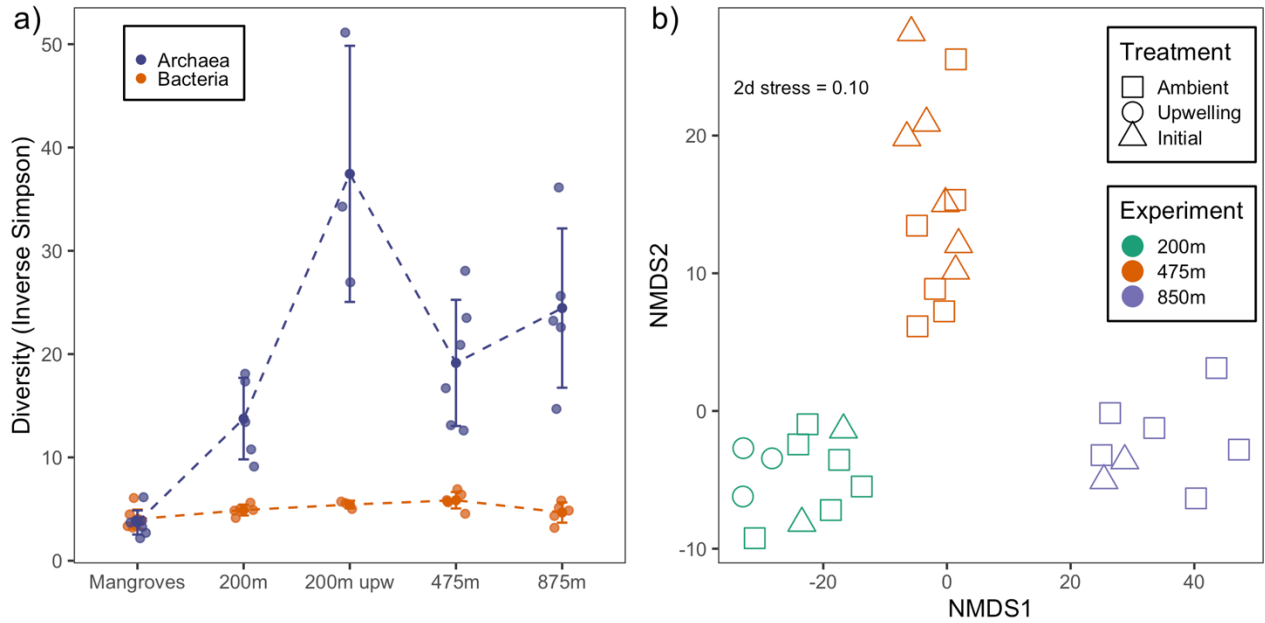 a)
Archaea
Bacteria
Diversity (Inverse Simpson)
50
40
30
20
10
0
Mangroves 200m 200m upw 475m 875m
b)
2d stress = 0.10
Treatment
Ambient
Upwelling
Initial
Experiment
200m
475m
850m
NMDS2
20
10
0
-10
-20 0 20 40
NMDS1